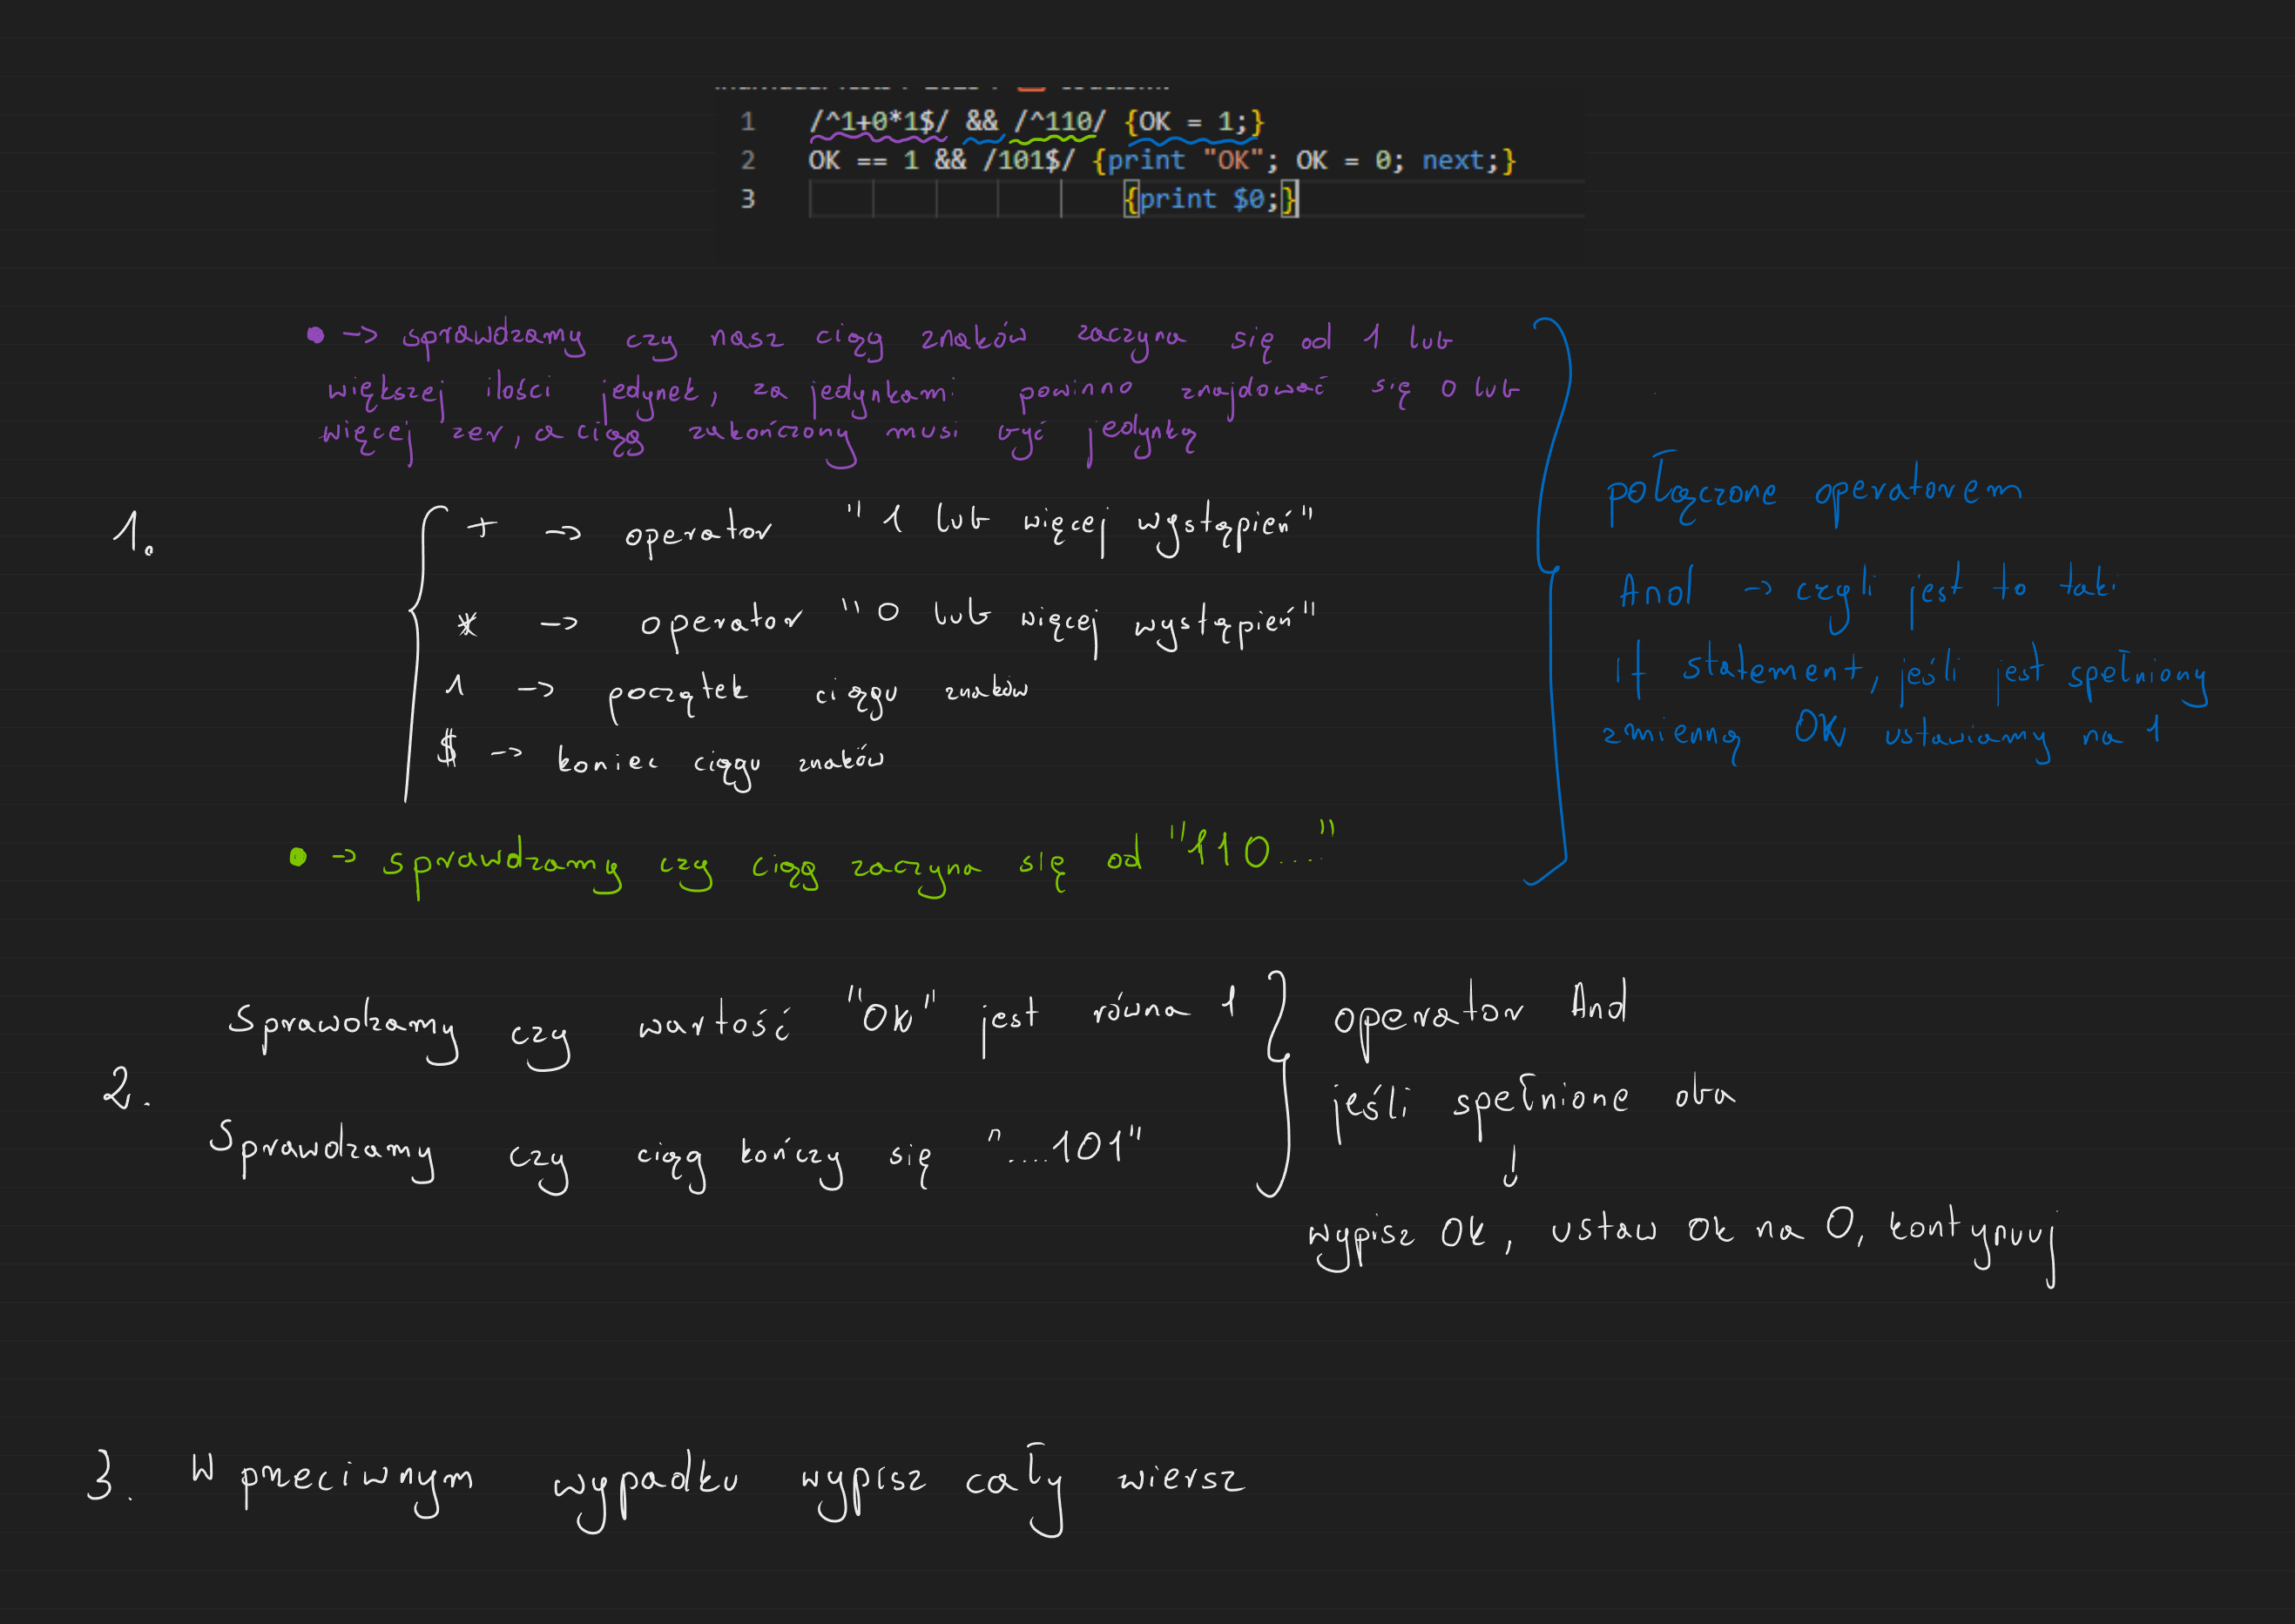 1 /^1+0*1$/ && /^110/ {OK = 1;}
2 OK == 1 && /101$/ {print "OK"; OK = 0; next;}
3 {print $0;}
• -> sprawdzamy czy nasz ciąg znaków zaczyna się od 1 lub
większej ilości jedynek, za jedynkami powinno znajdować się 0 lub
więcej zer, a ciąg zakończony musi być jedynką
1.
+ -> operator "1 lub więcej wystąpień"
* -> operator "0 lub więcej wystąpień"
^ -> początek ciągu znaków
$ -> koniec ciągu znaków
• -> sprawdzamy czy ciąg zaczyna się od "110...."
połączone operatorem
And -> czyli jest to taki
if statement, jeśli jest spełniony
zmienną OK ustawiamy na 1
2.
Sprawdzamy czy wartość "OK" jest równa 1
Sprawdzamy czy ciąg kończy się "....101"
operator And
jeśli spełnione oba
↓
wypisz OK, ustaw OK na 0, kontynuuj
3. W przeciwnym wypadku wypisz cały wiersz